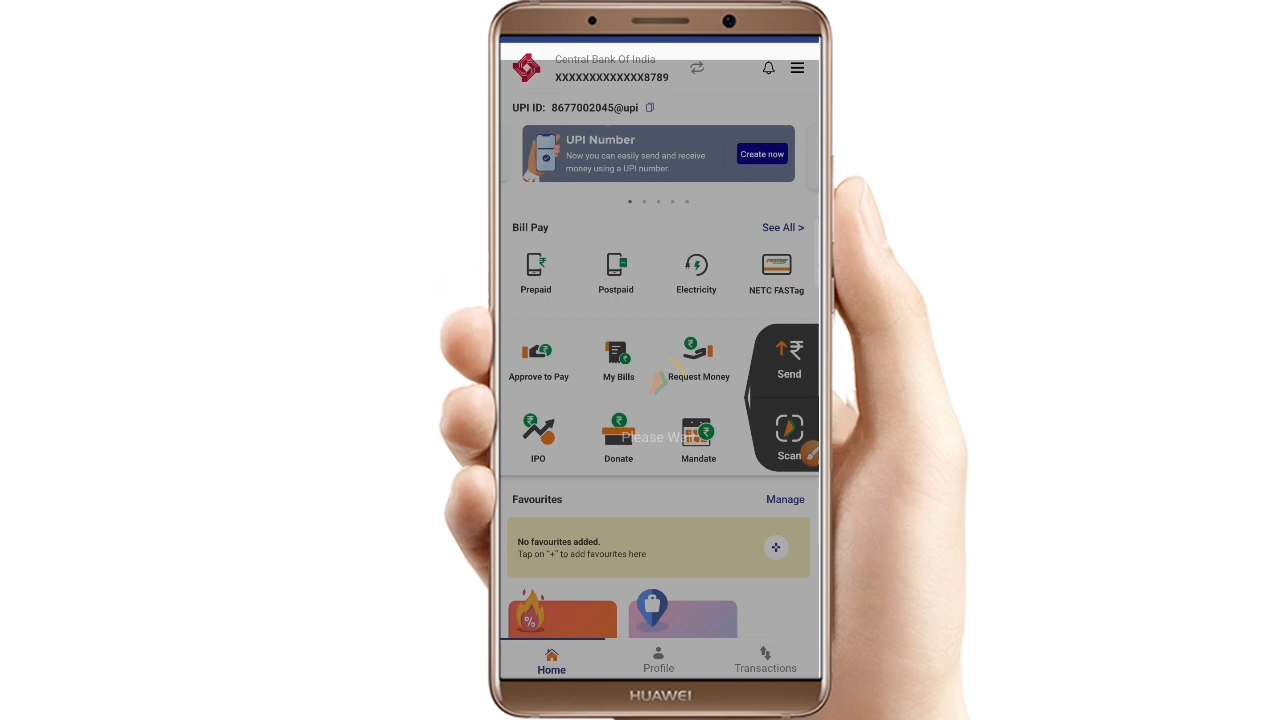 Central Bank Of India
XXXXXXXXXXXXX8789
UPI ID: 8677002045@upi
UPI Number
Now you can easily send and receive
money using a UPI number.
Create now
Bill Pay
See All >
Prepaid
Postpaid
Electricity
NETC FASTag
Approve to Pay
My Bills
Request Money
Send
Please Wait
IPO
Donate
Mandate
Scan
Favourites
Manage
No favourites added.
Tap on "+" to add favourites here
%
Home
Profile
Transactions
HUAWEI